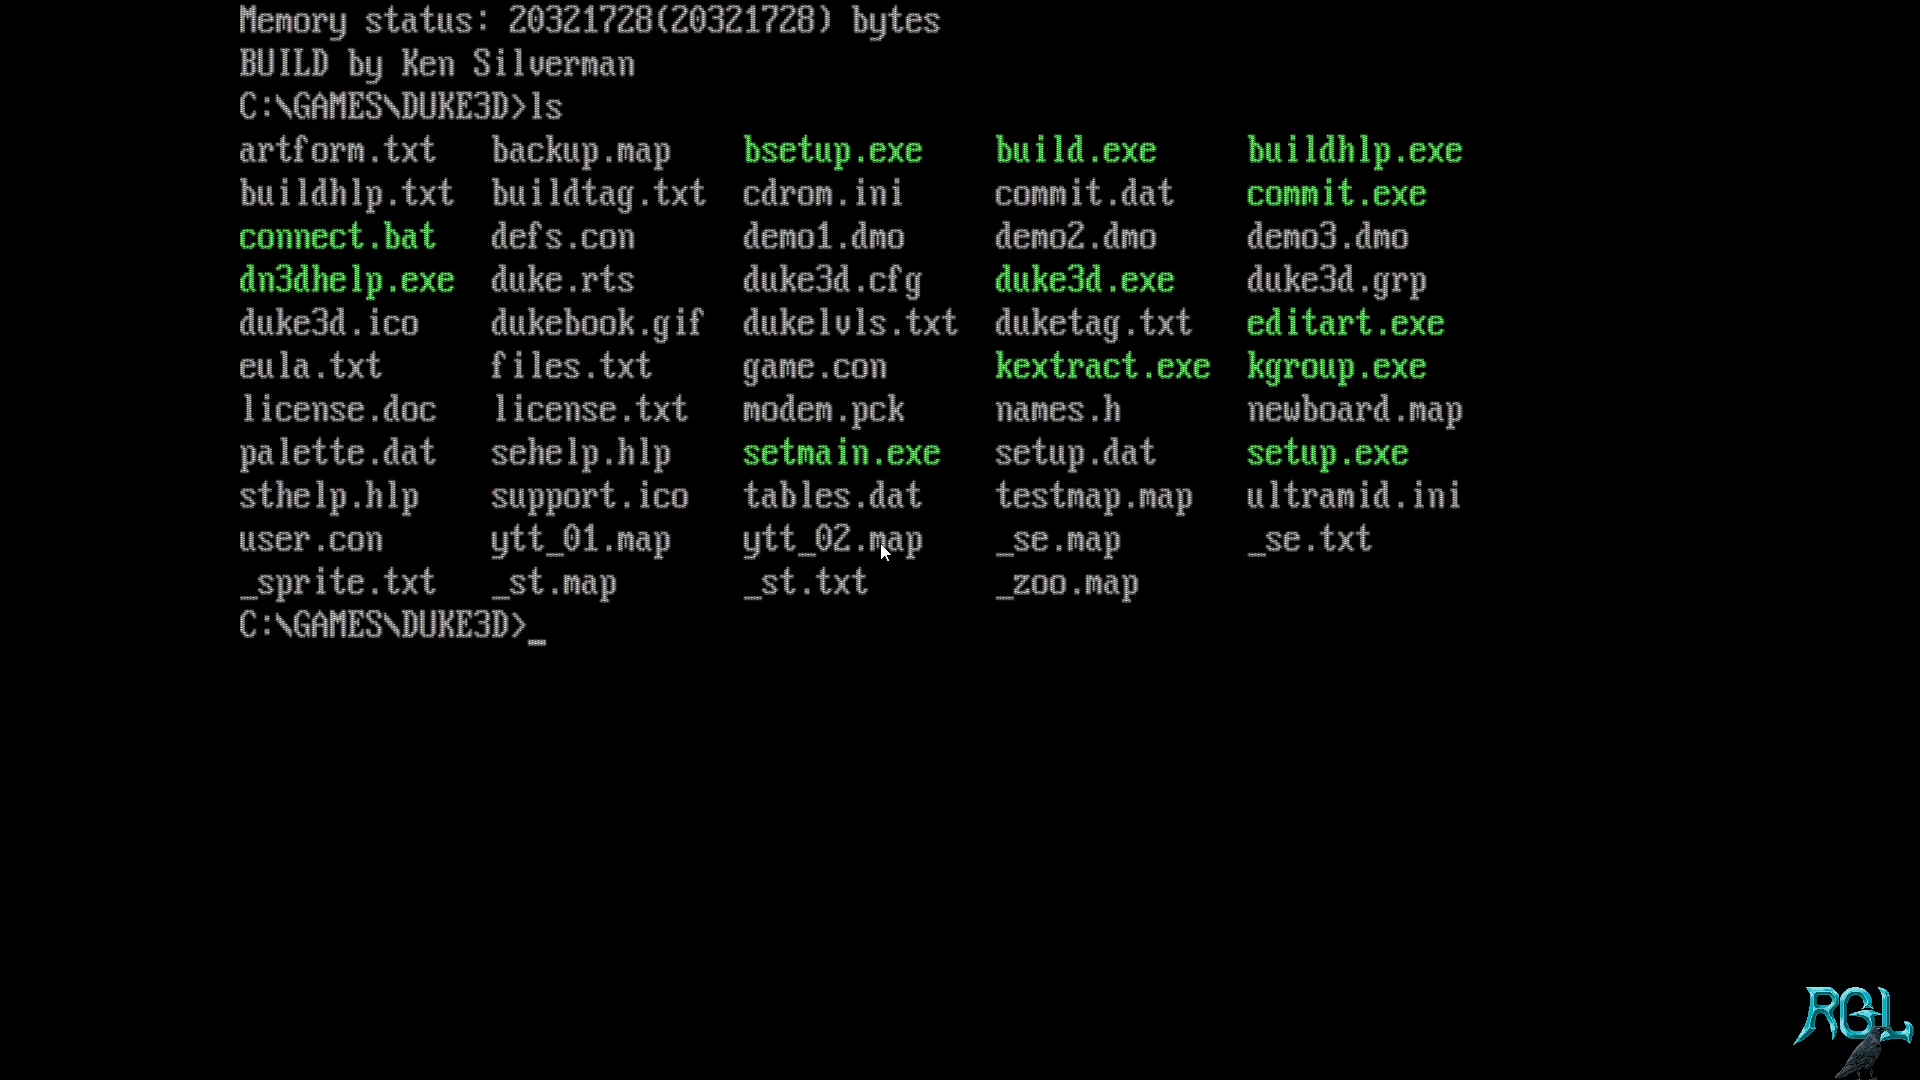 Memory status: 20321728(20321728) bytes
BUILD by Ken Silverman
C:\GAMES\DUKE3D>ls
artform.txt backup.map bsetup.exe build.exe buildhlp.exe
buildhlp.txt buildtag.txt cdrom.ini commit.dat commit.exe
connect.bat defs.con demo1.dmo demo2.dmo demo3.dmo
dn3dhelp.exe duke.rts duke3d.cfg duke3d.exe duke3d.grp
duke3d.ico dukebook.gif dukelvls.txt duketag.txt editart.exe
eula.txt files.txt game.con kextract.exe kgroup.exe
license.doc license.txt modem.pck names.h newboard.map
palette.dat sehelp.hlp setmain.exe setup.dat setup.exe
sthelp.hlp support.ico tables.dat testmap.map ultramid.ini
user.con ytt_01.map ytt_02.map _se.map _se.txt
_sprite.txt _st.map _st.txt _zoo.map
C:\GAMES\DUKE3D>_
RGL